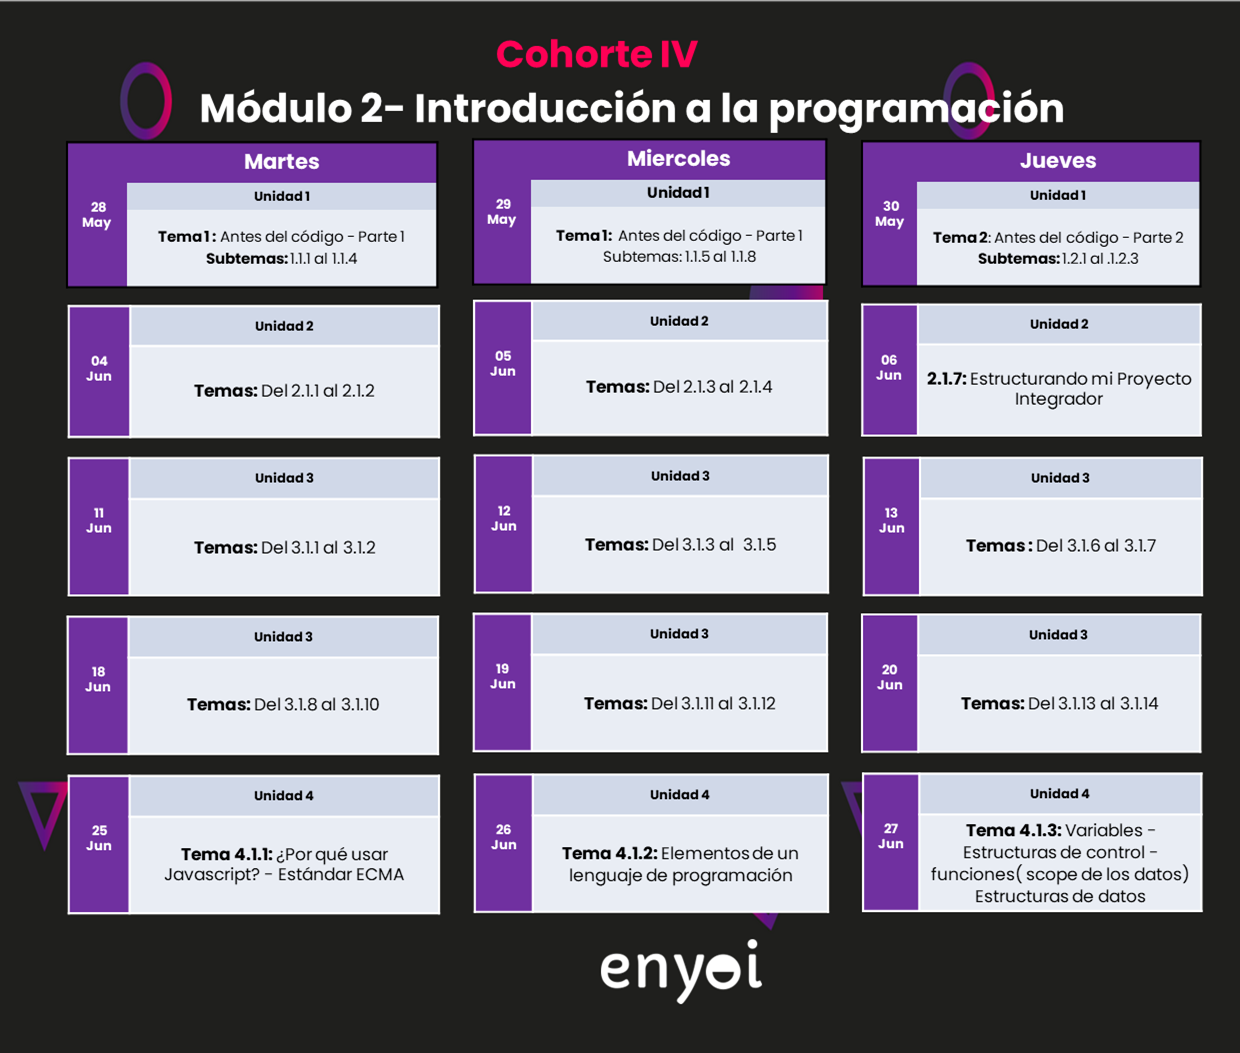 Cohorte IV
Módulo 2- Introducción a la programación
Martes
28
May
Unidad 1
Tema 1 : Antes del código - Parte 1
Subtemas: 1.1.1 al 1.1.4
Miercoles
29
May
Unidad 1
Tema 1: Antes del código - Parte 1
Subtemas: 1.1.5 al 1.1.8
Jueves
30
May
Unidad 1
Tema 2: Antes del código - Parte 2
Subtemas: 1.2.1 al .1.2.3
04
Jun
Unidad 2
Temas: Del 2.1.1 al 2.1.2
05
Jun
Unidad 2
Temas: Del 2.1.3 al 2.1.4
06
Jun
Unidad 2
2.1.7: Estructurando mi Proyecto
Integrador
11
Jun
Unidad 3
Temas: Del 3.1.1 al 3.1.2
12
Jun
Unidad 3
Temas: Del 3.1.3 al 3.1.5
13
Jun
Unidad 3
Temas : Del 3.1.6 al 3.1.7
18
Jun
Unidad 3
Temas: Del 3.1.8 al 3.1.10
19
Jun
Unidad 3
Temas: Del 3.1.11 al 3.1.12
20
Jun
Unidad 3
Temas: Del 3.1.13 al 3.1.14
25
Jun
Unidad 4
Tema 4.1.1: ¿Por qué usar
Javascript? - Estándar ECMA
26
Jun
Unidad 4
Tema 4.1.2: Elementos de un
lenguaje de programación
27
Jun
Unidad 4
Tema 4.1.3: Variables -
Estructuras de control -
funciones( scope de los datos)
Estructuras de datos
enyoi